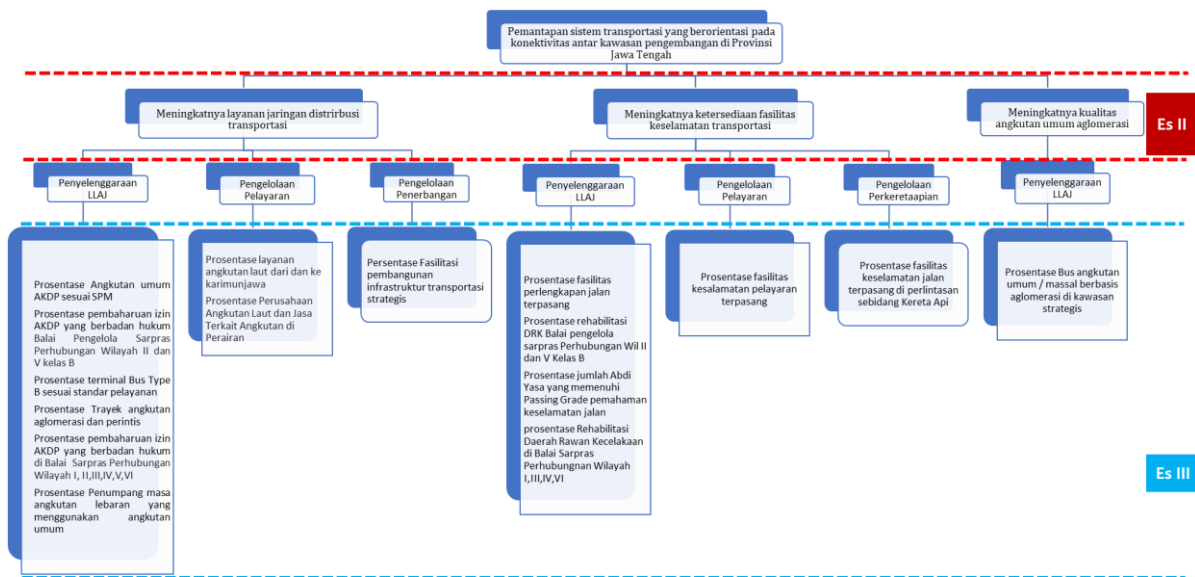 Pemantapan sistem transportasi yang berorientasi pada
konektivitas antar kawasan pengembangan di Provinsi
Jawa Tengah
Meningkatnya layanan jaringan distrirbusi
transportasi
Meningkatnya ketersediaan fasilitas
keselamatan transportasi
Meningkatnya kualitas
angkutan umum aglomerasi
Es II
Penyelenggaraan
LLAJ
Pengelolaan
Pelayaran
Pengelolaan
Penerbangan
Penyelenggaraan
LLAJ
Pengelolaan
Pelayaran
Pengelolaan
Perkeretaapian
Penyelenggaraan
LLAJ
Prosentase Angkutan umum
AKDP sesuai SPM
Prosentase pembaharuan izin
AKDP yang berbadan hukum
Balai Pengelola Sarpras
Perhubungan Wilayah II dan
V kelas B
Prosentase terminal Bus Type
B sesuai standar pelayanan
Prosentase Trayek angkutan
aglomerasi dan perintis
Prosentase pembaharuan izin
AKDP yang berbadan hukum
di Balai Sarpras Perhubungan
Wilayah I, II,III,IV,V,VI
Prosentase Penumpang masa
angkutan lebaran yang
menggunakan angkutan
umum
Prosentase layanan
angkutan laut dari dan ke
karimunjawa
Prosentase Perusahaan
Angkutan Laut dan Jasa
Terkait Angkutan di
Perairan
Persentase Fasilitasi
pembangunan
infrastruktur transportasi
strategis
Prosentase fasilitas
perlengkapan jalan
terpasang
Prosentase rehabilitasi
DRK Balai pengelola
sarpras Perhubungan Wil II
dan V Kelas B
Prosentase jumlah Abdi
Yasa yang memenuhi
Passing Grade pemahaman
keselamatan jalan
prosentase Rehabilitasi
Daerah Rawan Kecelakaan
di Balai Sarpras
Perhubungnan Wilayah
I,III,IV,VI
Prosentase fasilitas
kesalamatan pelayaran
terpasang
Prosentase fasilitas
keselamatan jalan
terpasang di perlintasan
sebidang Kereta Api
Prosentase Bus angkutan
umum / massal berbasis
aglomerasi di kawasan
strategis
Es III